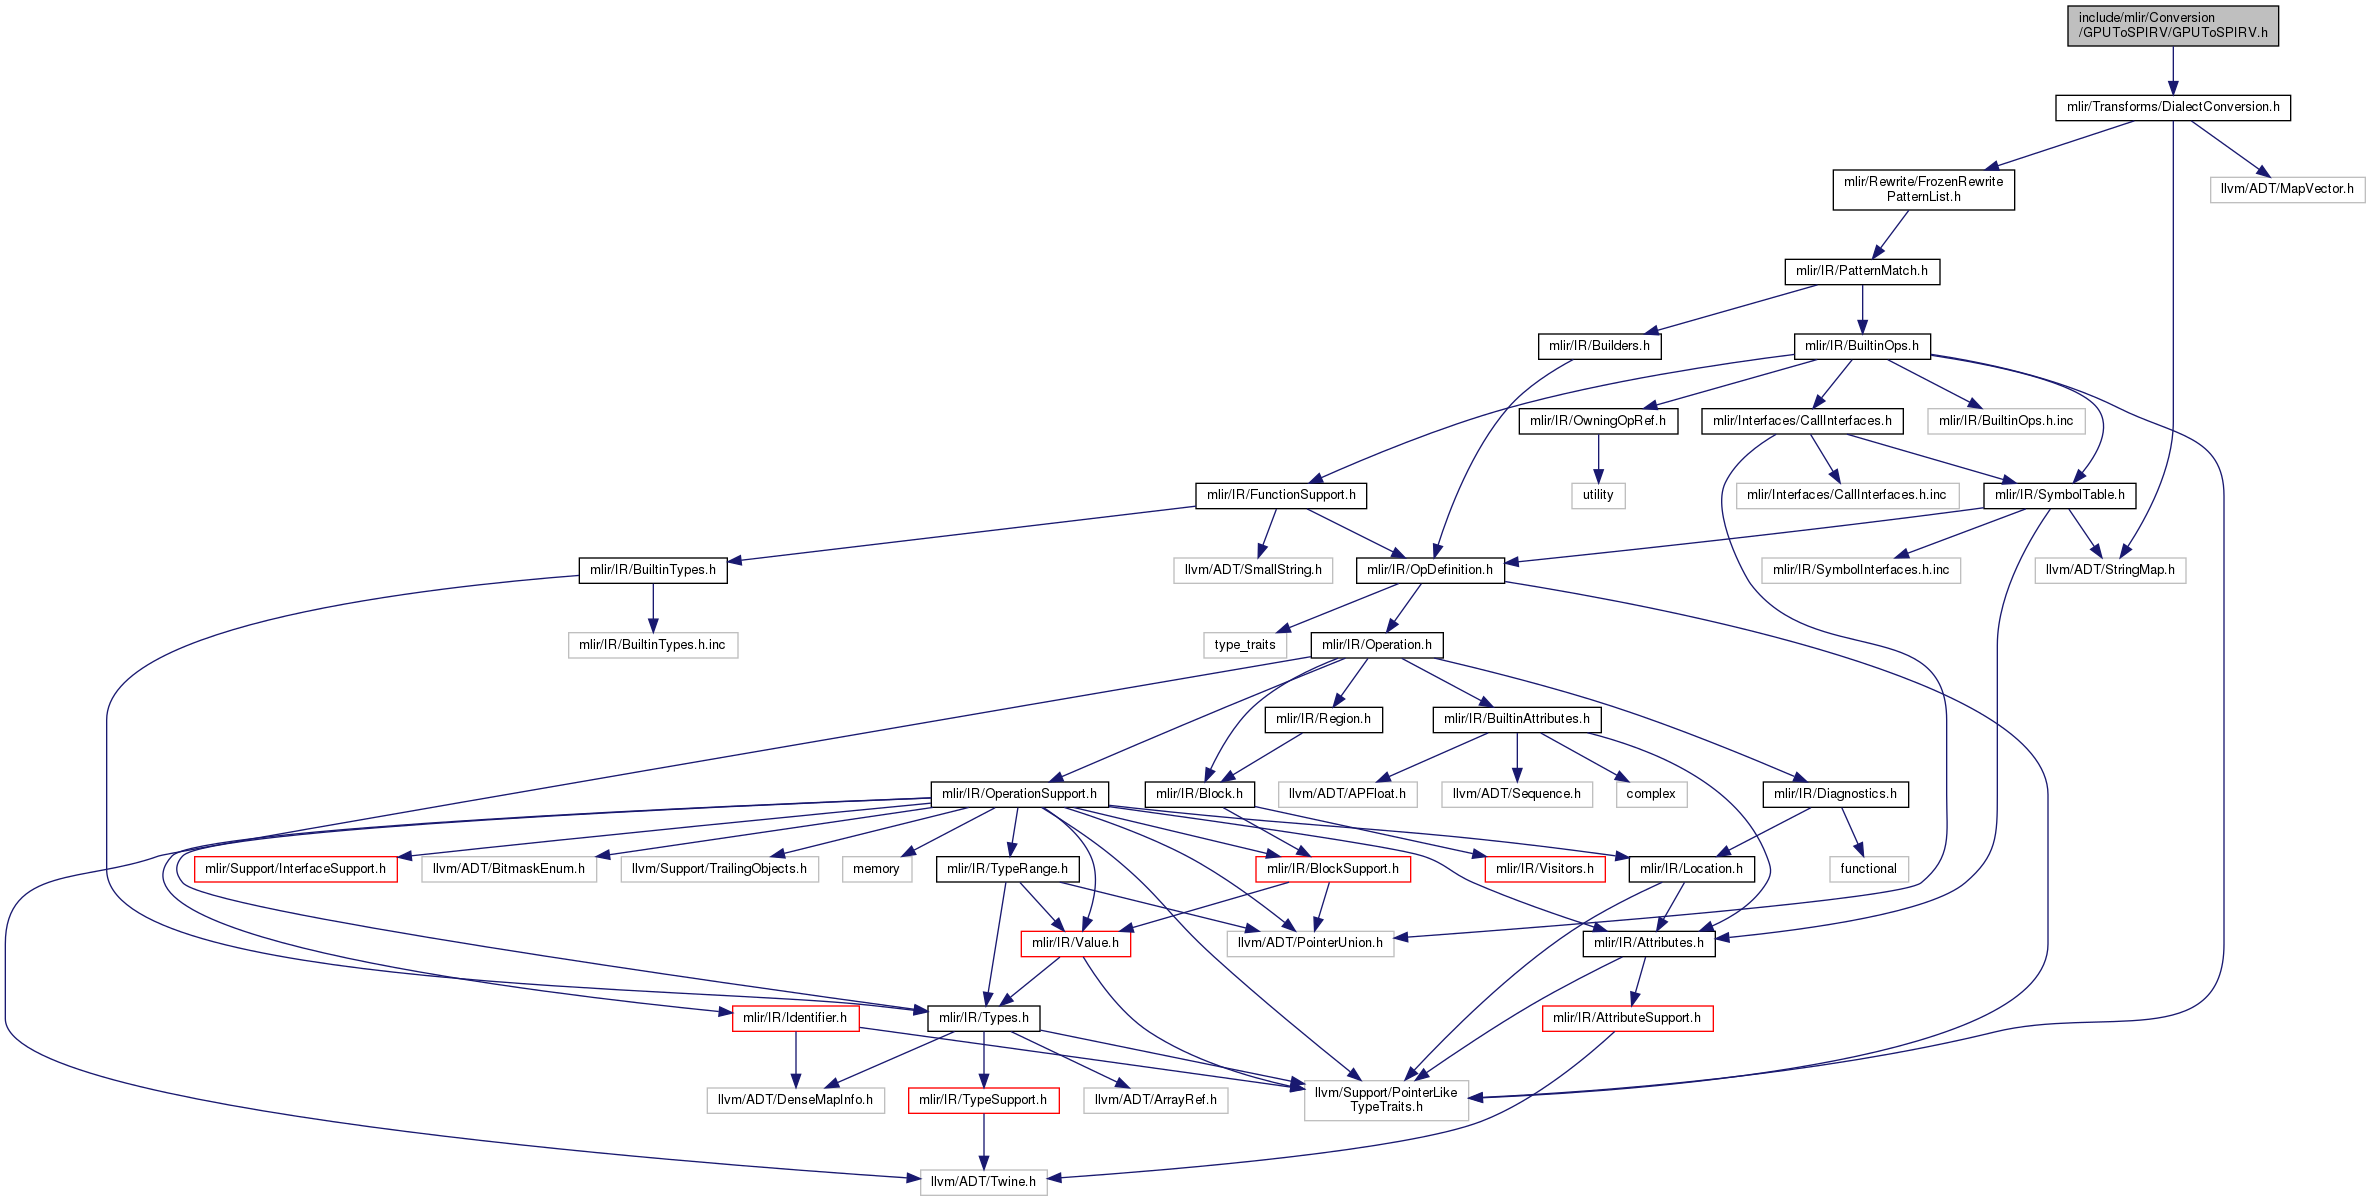 include/mlir/Conversion
/GPUToSPIRV/GPUToSPIRV.h
mlir/Transforms/DialectConversion.h
mlir/Rewrite/FrozenRewrite
PatternList.h
llvm/ADT/MapVector.h
mlir/IR/PatternMatch.h
mlir/IR/Builders.h
mlir/IR/BuiltinOps.h
mlir/IR/OwningOpRef.h
mlir/Interfaces/CallInterfaces.h
mlir/IR/BuiltinOps.h.inc
mlir/IR/FunctionSupport.h
utility
mlir/Interfaces/CallInterfaces.h.inc
mlir/IR/SymbolTable.h
mlir/IR/BuiltinTypes.h
llvm/ADT/SmallString.h
mlir/IR/OpDefinition.h
mlir/IR/SymbolInterfaces.h.inc
llvm/ADT/StringMap.h
mlir/IR/BuiltinTypes.h.inc
type_traits
mlir/IR/Operation.h
mlir/IR/Region.h
mlir/IR/BuiltinAttributes.h
mlir/IR/OperationSupport.h
mlir/IR/Block.h
llvm/ADT/APFloat.h
llvm/ADT/Sequence.h
complex
mlir/IR/Diagnostics.h
mlir/Support/InterfaceSupport.h
llvm/ADT/BitmaskEnum.h
llvm/Support/TrailingObjects.h
memory
mlir/IR/TypeRange.h
mlir/IR/BlockSupport.h
mlir/IR/Visitors.h
mlir/IR/Location.h
functional
mlir/IR/Value.h
llvm/ADT/PointerUnion.h
mlir/IR/Attributes.h
mlir/IR/Identifier.h
mlir/IR/Types.h
mlir/IR/AttributeSupport.h
llvm/ADT/DenseMapInfo.h
mlir/IR/TypeSupport.h
llvm/ADT/ArrayRef.h
llvm/Support/PointerLike
TypeTraits.h
llvm/ADT/Twine.h